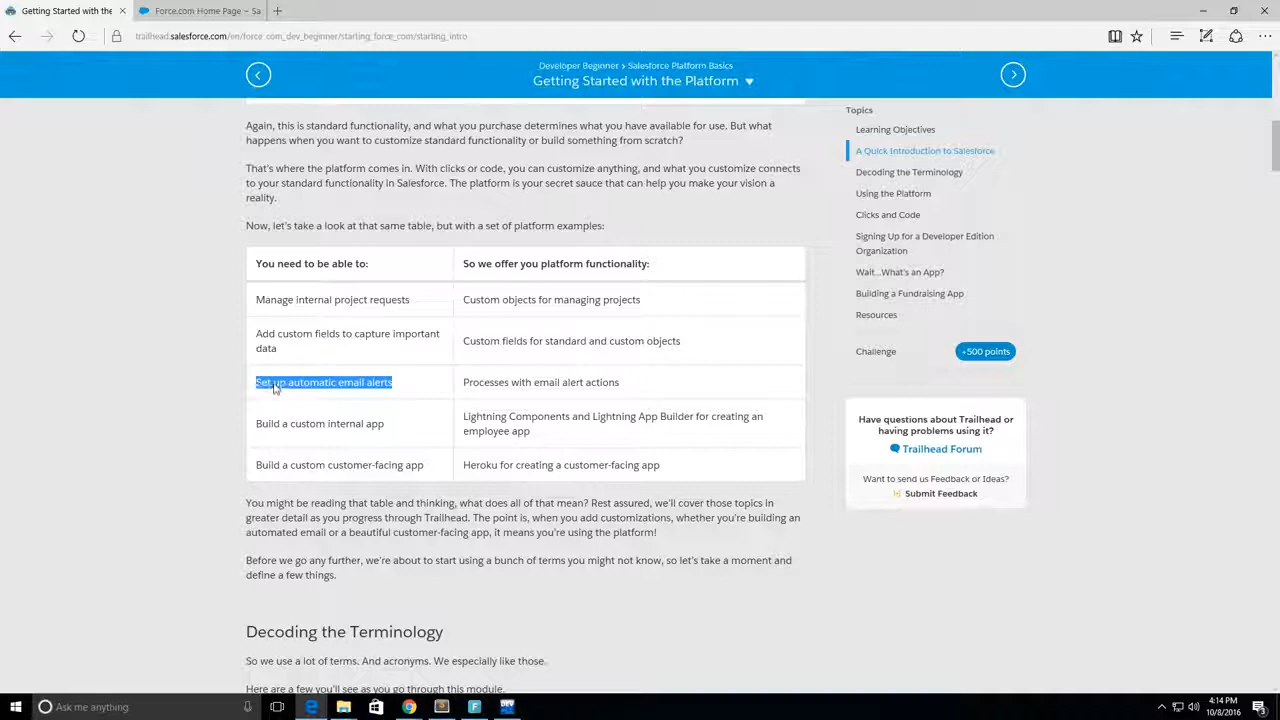 Getting Started with the
Force.com Home Page ~ Sa
trailhead.salesforce.com/en/force_com_dev_beginner/starting_force_com/starting_intro
Developer Beginner > Salesforce Platform Basics
Getting Started with the Platform
Again, this is standard functionality, and what you purchase determines what you have available for use. But what
happens when you want to customize standard functionality or build something from scratch?
That's where the platform comes in. With clicks or code, you can customize anything, and what you customize connects
to your standard functionality in Salesforce. The platform is your secret sauce that can help you make your vision a
reality.
Now, let's take a look at that same table, but with a set of platform examples:
You need to be able to:
So we offer you platform functionality:
Manage internal project requests
Custom objects for managing projects
Add custom fields to capture important
data
Custom fields for standard and custom objects
Set up automatic email alerts
Processes with email alert actions
Build a custom internal app
Lightning Components and Lightning App Builder for creating an
employee app
Build a custom customer-facing app
Heroku for creating a customer-facing app
You might be reading that table and thinking, what does all of that mean? Rest assured, we'll cover those topics in
greater detail as you progress through Trailhead. The point is, when you add customizations, whether you're building an
automated email or a beautiful customer-facing app, it means you're using the platform!
Before we go any further, we're about to start using a bunch of terms you might not know, so let's take a moment and
define a few things.
Decoding the Terminology
So we use a lot of terms. And acronyms. We especially like those.
Here are a few you'll see as you go through this module.
Topics
Learning Objectives
A Quick Introduction to Salesforce
Decoding the Terminology
Using the Platform
Clicks and Code
Signing Up for a Developer Edition
Organization
Wait...What's an App?
Building a Fundraising App
Resources
Challenge
+500 points
Have questions about Trailhead or
having problems using it?
Trailhead Forum
Want to send us Feedback or Ideas?
Submit Feedback
Ask me anything
4:14 PM
10/8/2016